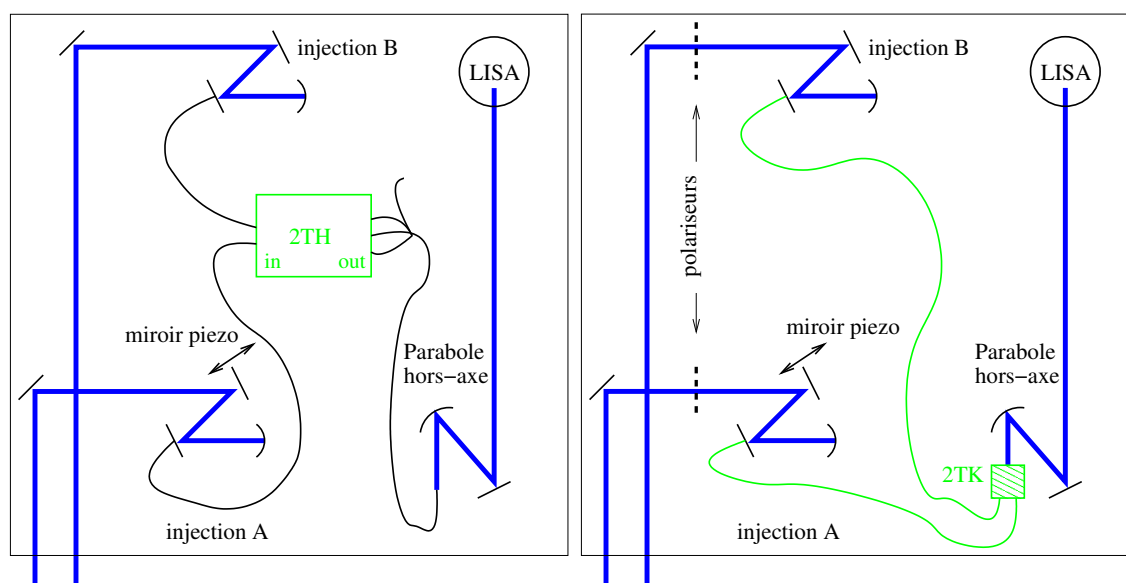 injection B
LISA
2TH
in
out
miroir piezo
Parabole
hors−axe
injection A
injection B
LISA
polariseurs
miroir piezo
Parabole
hors−axe
2TK
injection A